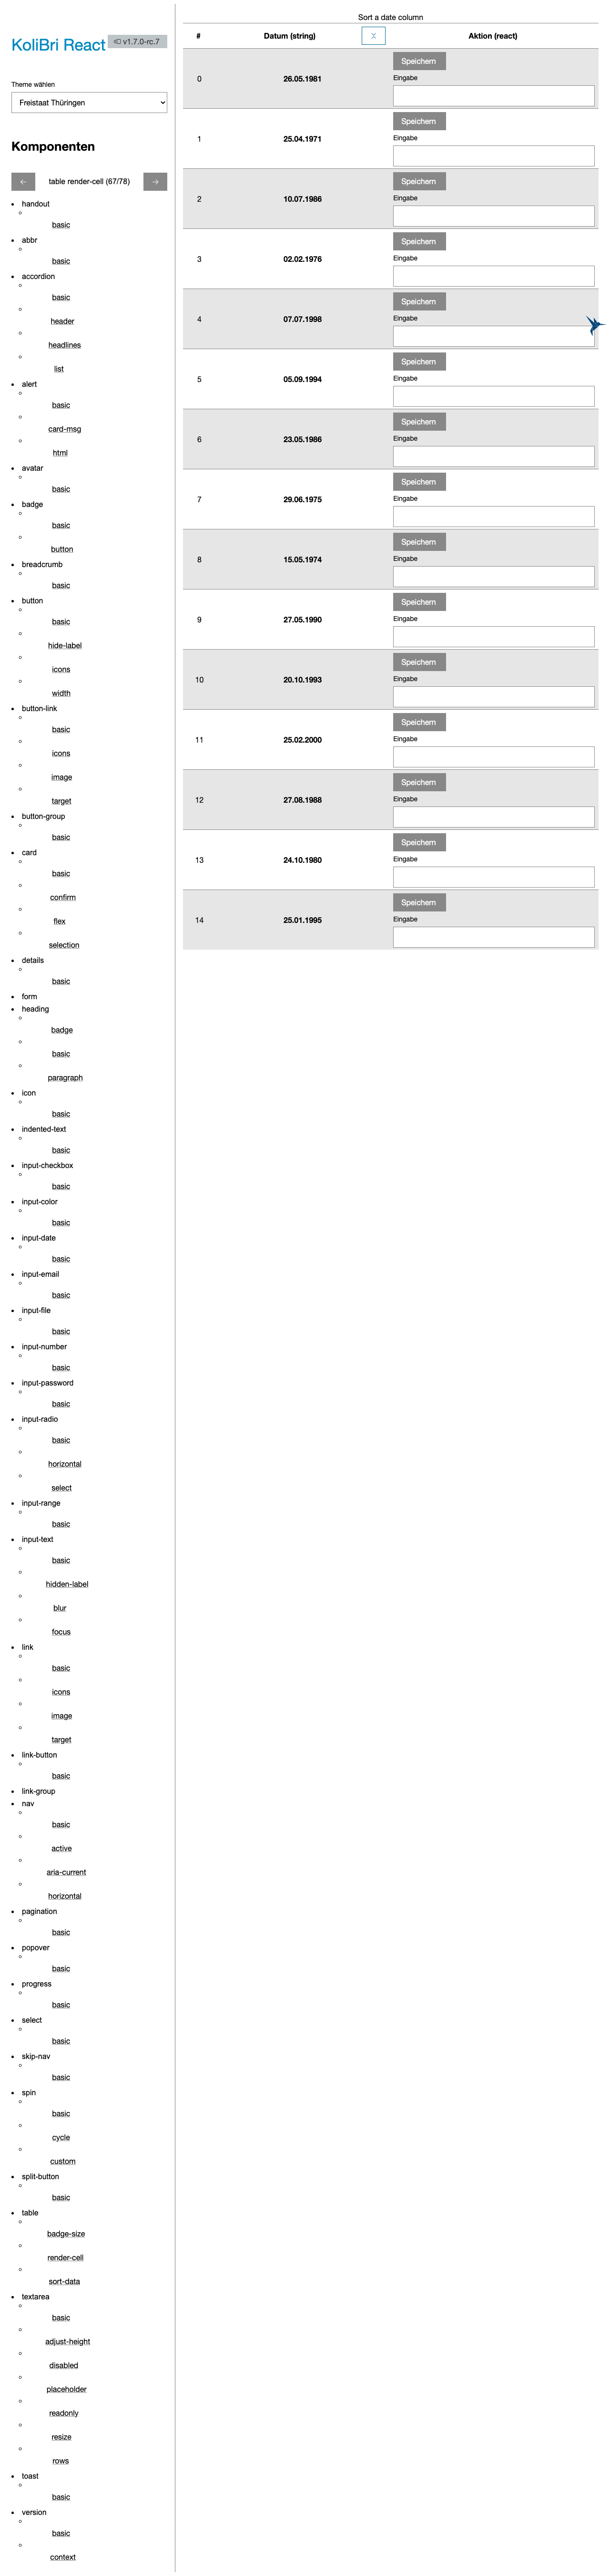 KoliBri React v1.7.0-rc.7
Theme wählen
Freistaat Thüringen
Komponenten
table render-cell (67/78)
handout
basic
abbr
basic
accordion
basic
header
headlines
list
alert
basic
card-msg
html
avatar
basic
badge
basic
button
breadcrumb
basic
button
basic
hide-label
icons
width
button-link
basic
icons
image
target
button-group
basic
card
basic
confirm
flex
selection
details
basic
form
heading
badge
basic
paragraph
icon
basic
indented-text
basic
input-checkbox
basic
input-color
basic
input-date
basic
input-email
basic
input-file
basic
input-number
basic
input-password
basic
input-radio
basic
horizontal
select
input-range
basic
input-text
basic
hidden-label
blur
focus
link
basic
icons
image
target
link-button
basic
link-group
nav
basic
active
aria-current
horizontal
pagination
basic
popover
basic
progress
basic
select
basic
skip-nav
basic
spin
basic
cycle
custom
split-button
basic
table
badge-size
render-cell
sort-data
textarea
basic
adjust-height
disabled
placeholder
readonly
resize
rows
toast
basic
version
basic
context
Sort a date column
# Datum (string) Aktion (react)
Speichern
0 26.05.1981
Eingabe
Speichern
1 25.04.1971
Eingabe
Speichern
2 10.07.1986
Eingabe
Speichern
3 02.02.1976
Eingabe
Speichern
4 07.07.1998
Eingabe
Speichern
5 05.09.1994
Eingabe
Speichern
6 23.05.1986
Eingabe
Speichern
7 29.06.1975
Eingabe
Speichern
8 15.05.1974
Eingabe
Speichern
9 27.05.1990
Eingabe
Speichern
10 20.10.1993
Eingabe
Speichern
11 25.02.2000
Eingabe
Speichern
12 27.08.1988
Eingabe
Speichern
13 24.10.1980
Eingabe
Speichern
14 25.01.1995
Eingabe